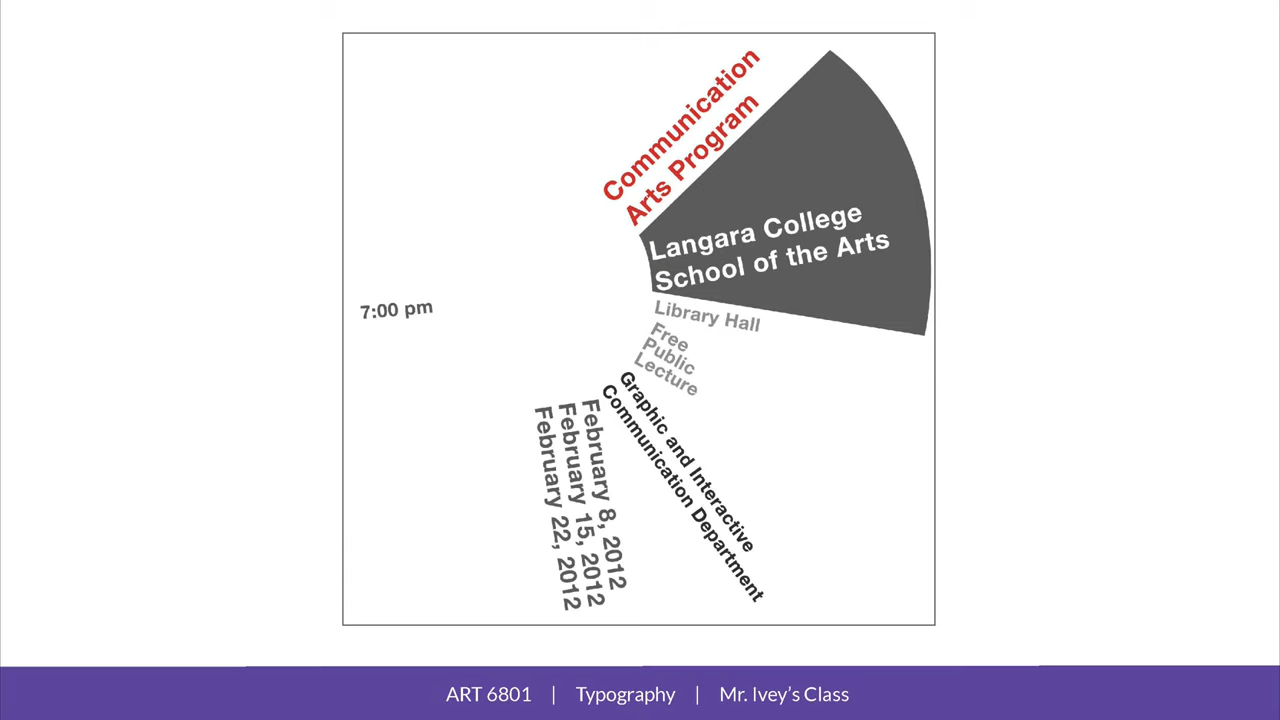 Communication
Arts Program
Langara College
School of the Arts
Library Hall
Free
Public
Lecture
Graphic and Interactive
Communication Department
February 8, 2012
February 15, 2012
February 22, 2012
7:00 pm
ART 6801 | Typography | Mr. Ivey’s Class